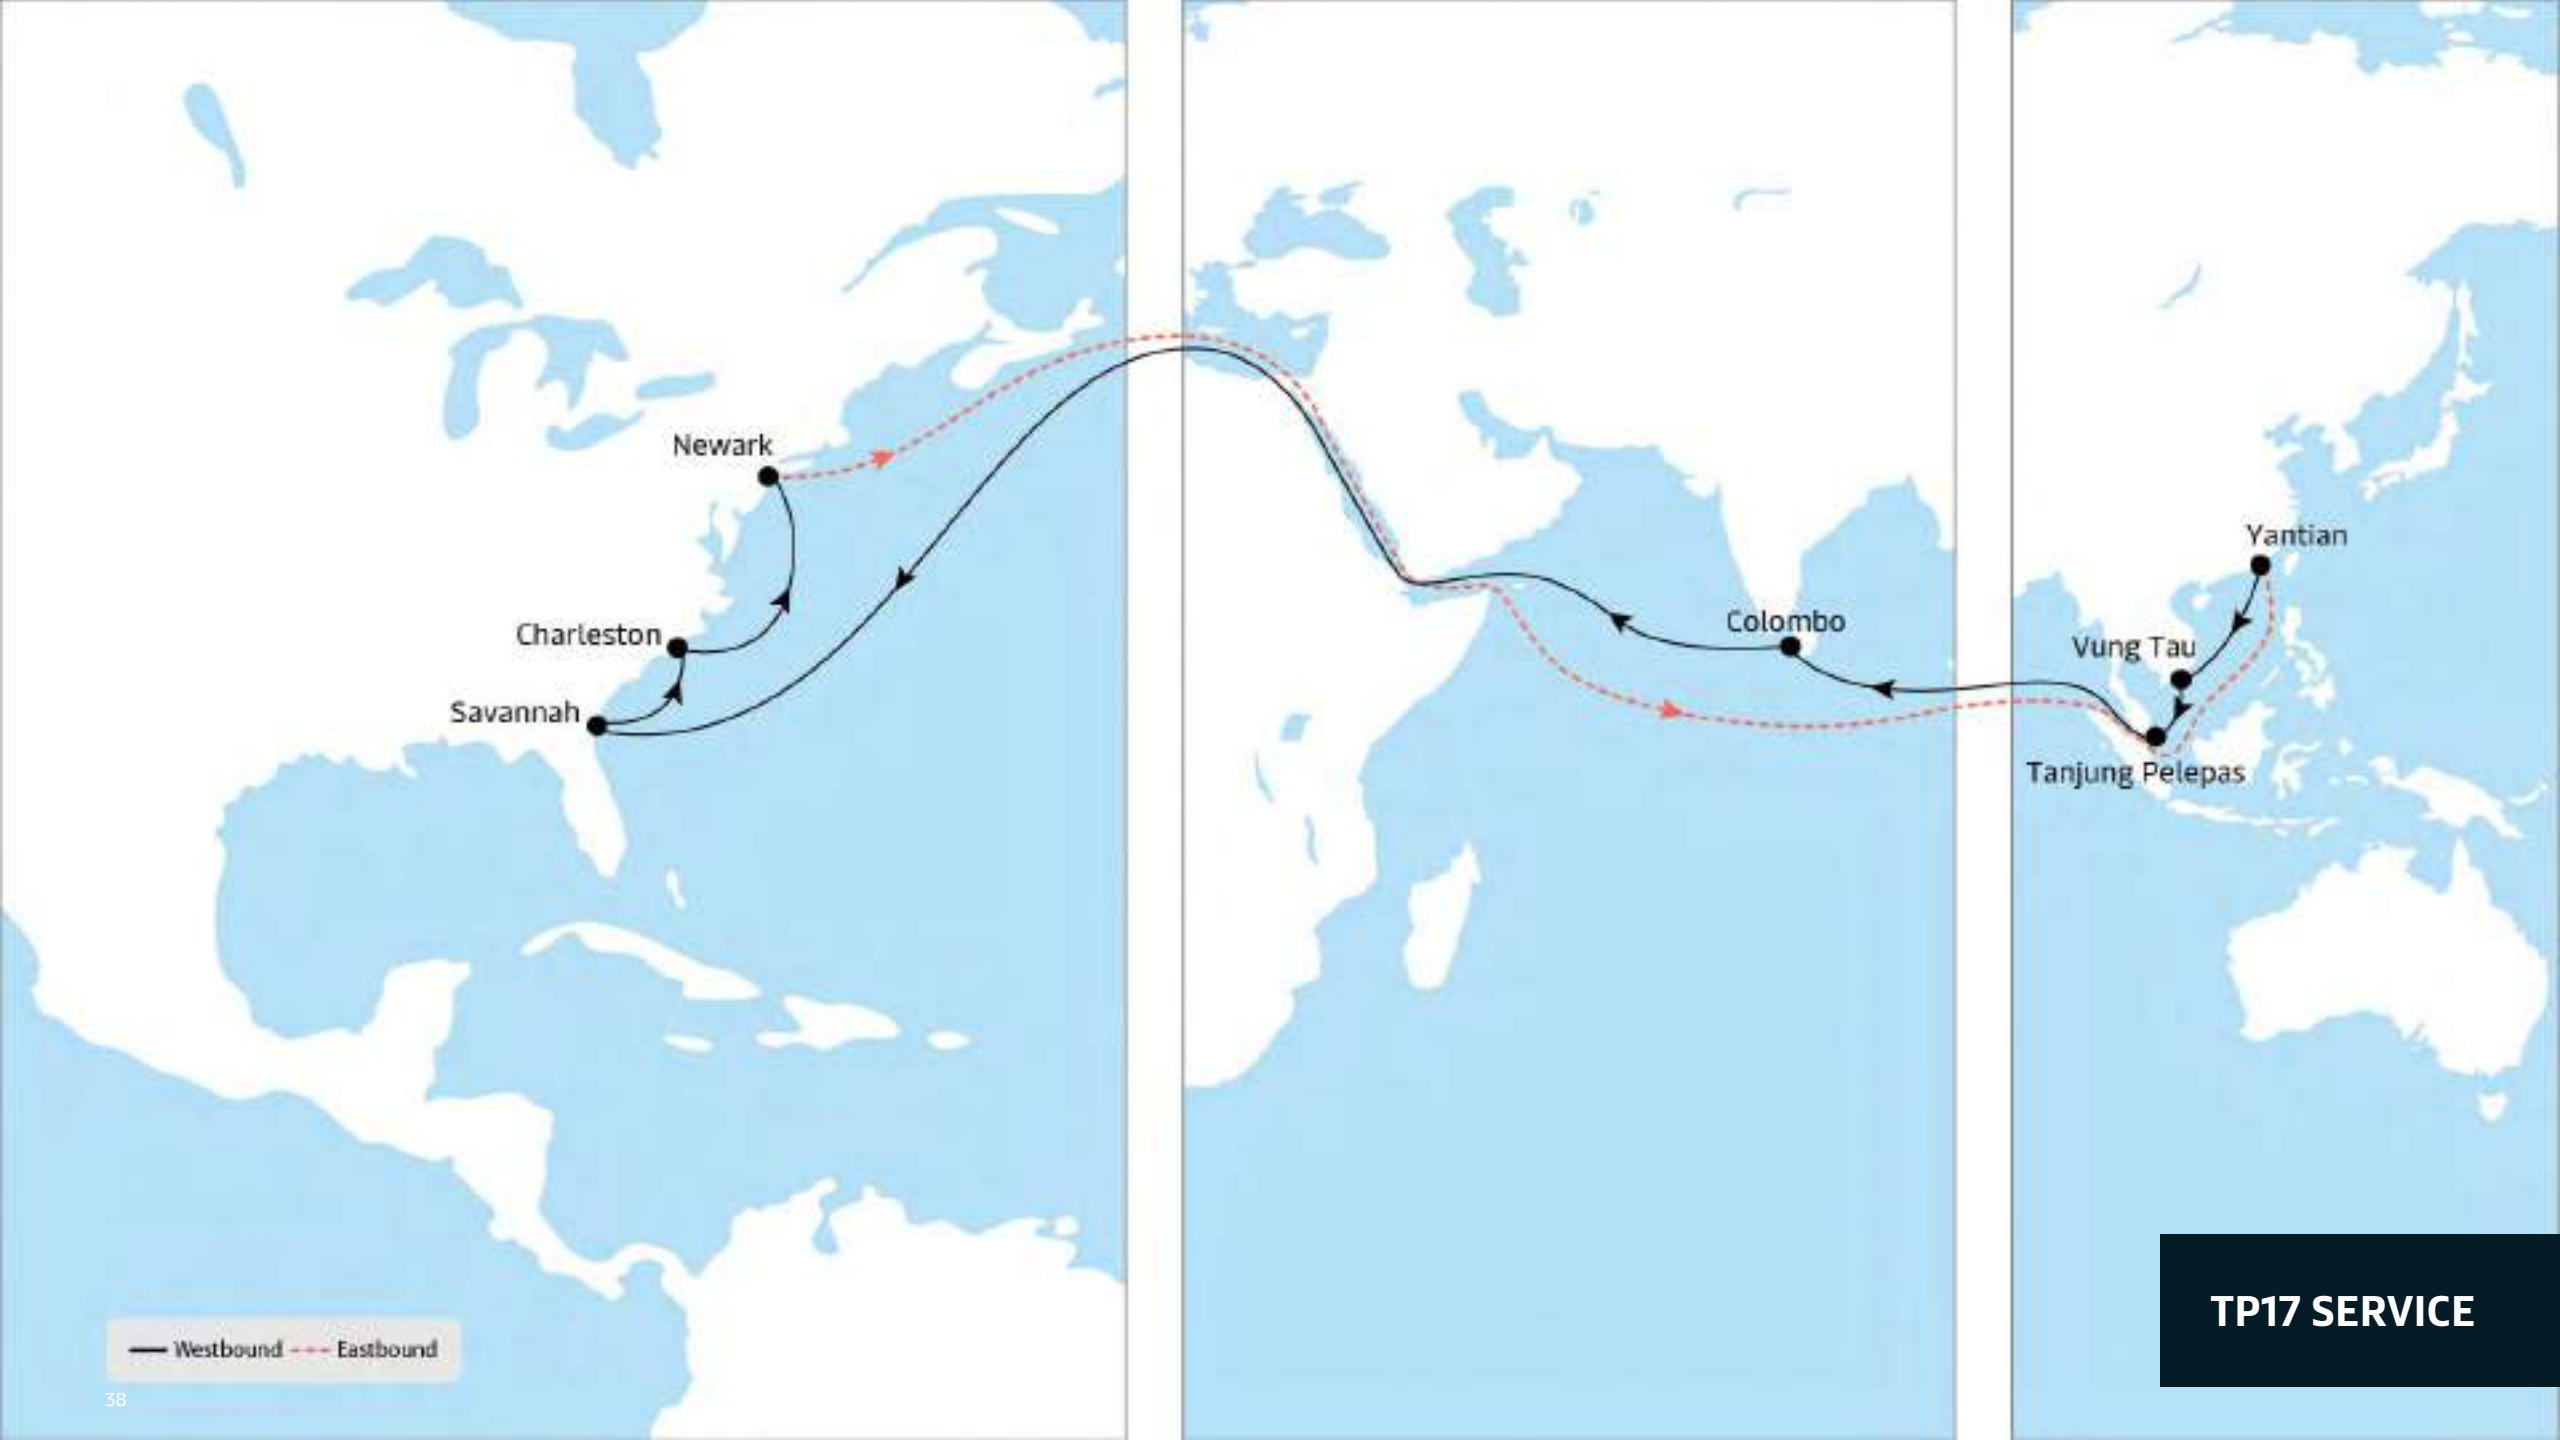 Newark
Charleston
Savannah
Colombo
Yantian
Vung Tau
Tanjung Pelepas
Westbound
Eastbound
38
TP17 SERVICE